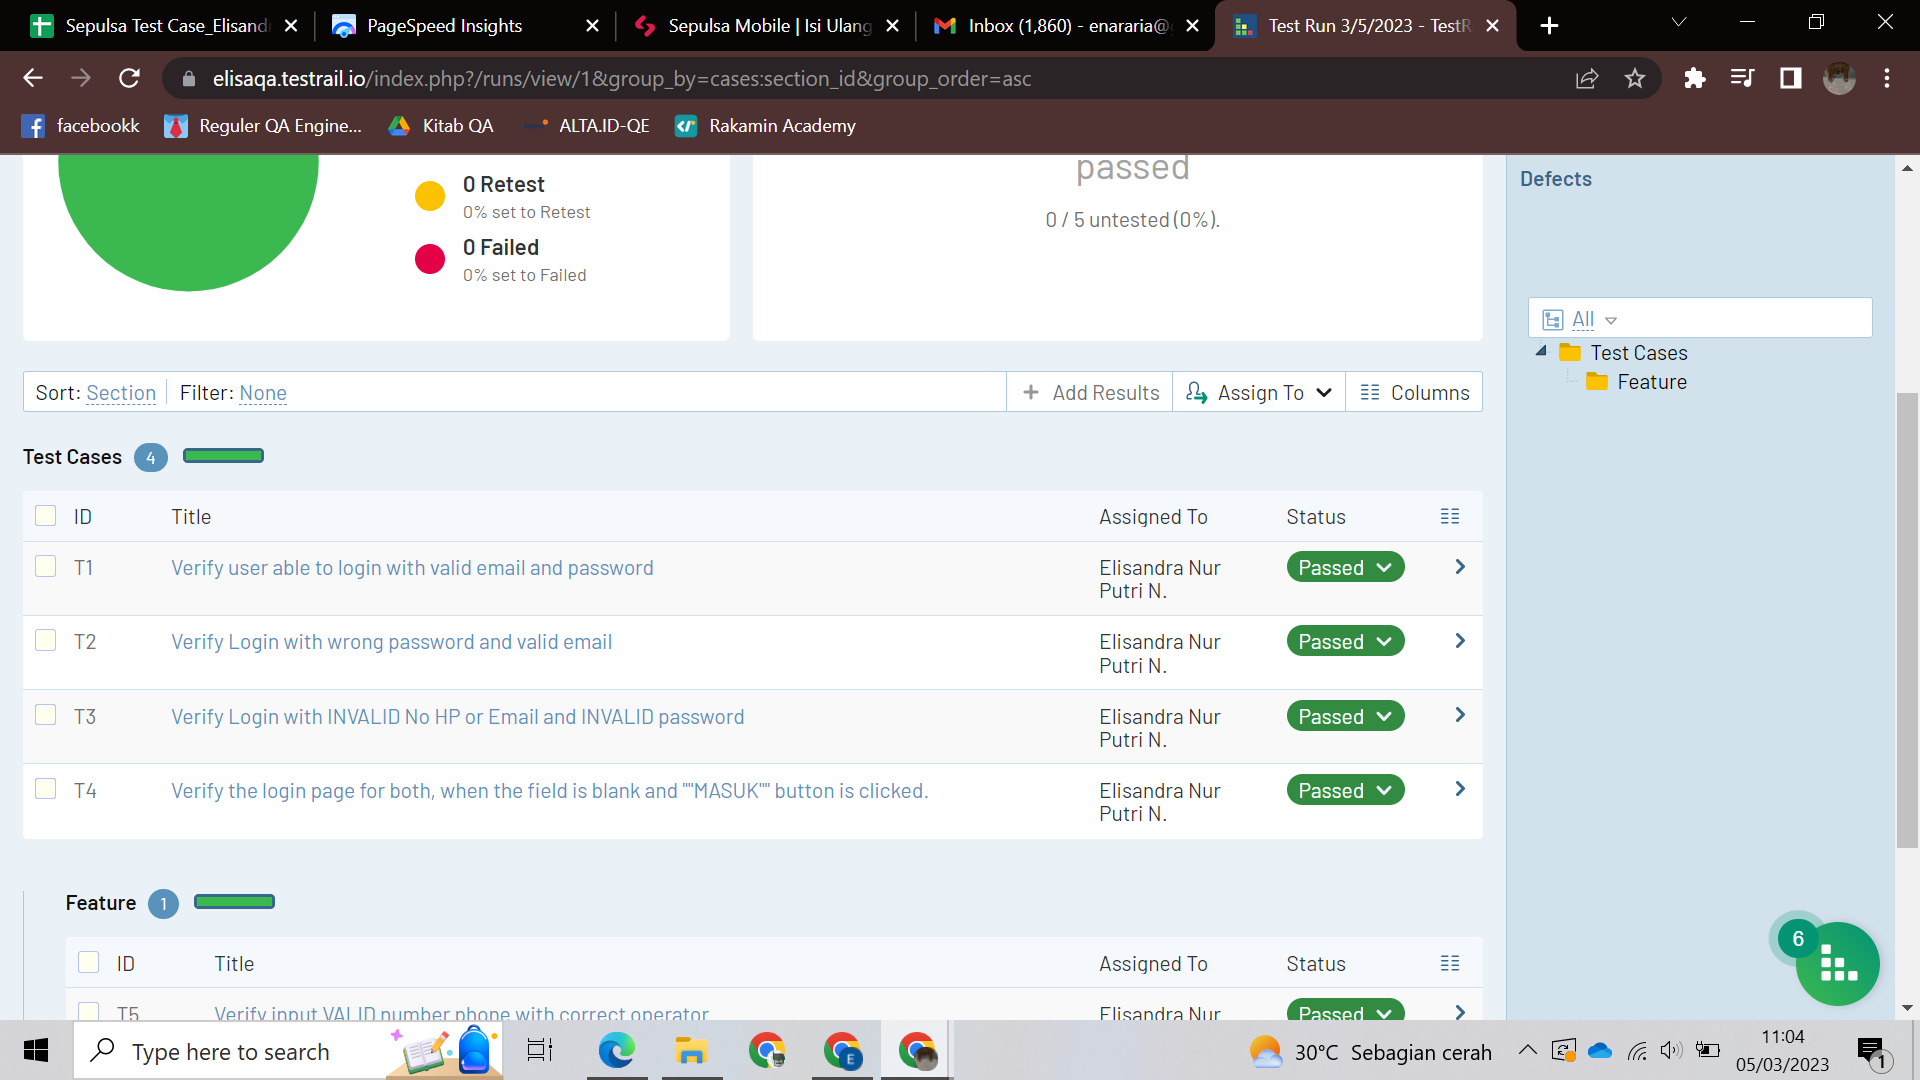 Sepulsa Test Case_Elisandr
PageSpeed Insights
Sepulsa Mobile | Isi Ulang
Inbox (1,860) - enararia@
Test Run 3/5/2023 - TestR
elisaqa.testrail.io/index.php?/runs/view/1&group_by=cases:section_id&group_order=asc
facebookk
Reguler QA Engine...
Kitab QA
ALTA.ID-QE
Rakamin Academy
0 Retest
0% set to Retest
0 Failed
0% set to Failed
passed
0 / 5 untested (0%).
Defects
All
Test Cases
Feature
Sort: Section
Filter: None
Add Results
Assign To
Columns
Test Cases 4
ID Title Assigned To Status
T1 Verify user able to login with valid email and password Elisandra Nur Passed
Putri N.
T2 Verify Login with wrong password and valid email Elisandra Nur Passed
Putri N.
T3 Verify Login with INVALID No HP or Email and INVALID password Elisandra Nur Passed
Putri N.
T4 Verify the login page for both, when the field is blank and ""MASUK"" button is clicked. Elisandra Nur Passed
Putri N.
Feature 1
ID Title Assigned To Status
T5 Verify input VALID number phone with correct operator Elisandra Nur Passed
6
Type here to search
E
30°C Sebagian cerah
11:04
05/03/2023
1